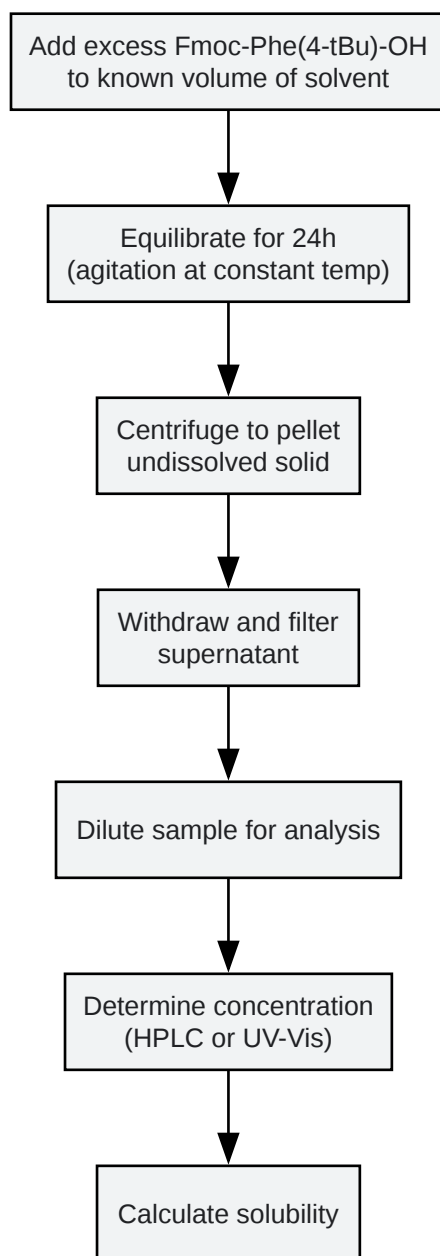 Add excess Fmoc-Phe(4-tBu)-OH
to known volume of solvent
Equilibrate for 24h
(agitation at constant temp)
Centrifuge to pellet
undissolved solid
Withdraw and filter
supernatant
Dilute sample for analysis
Determine concentration
(HPLC or UV-Vis)
Calculate solubility